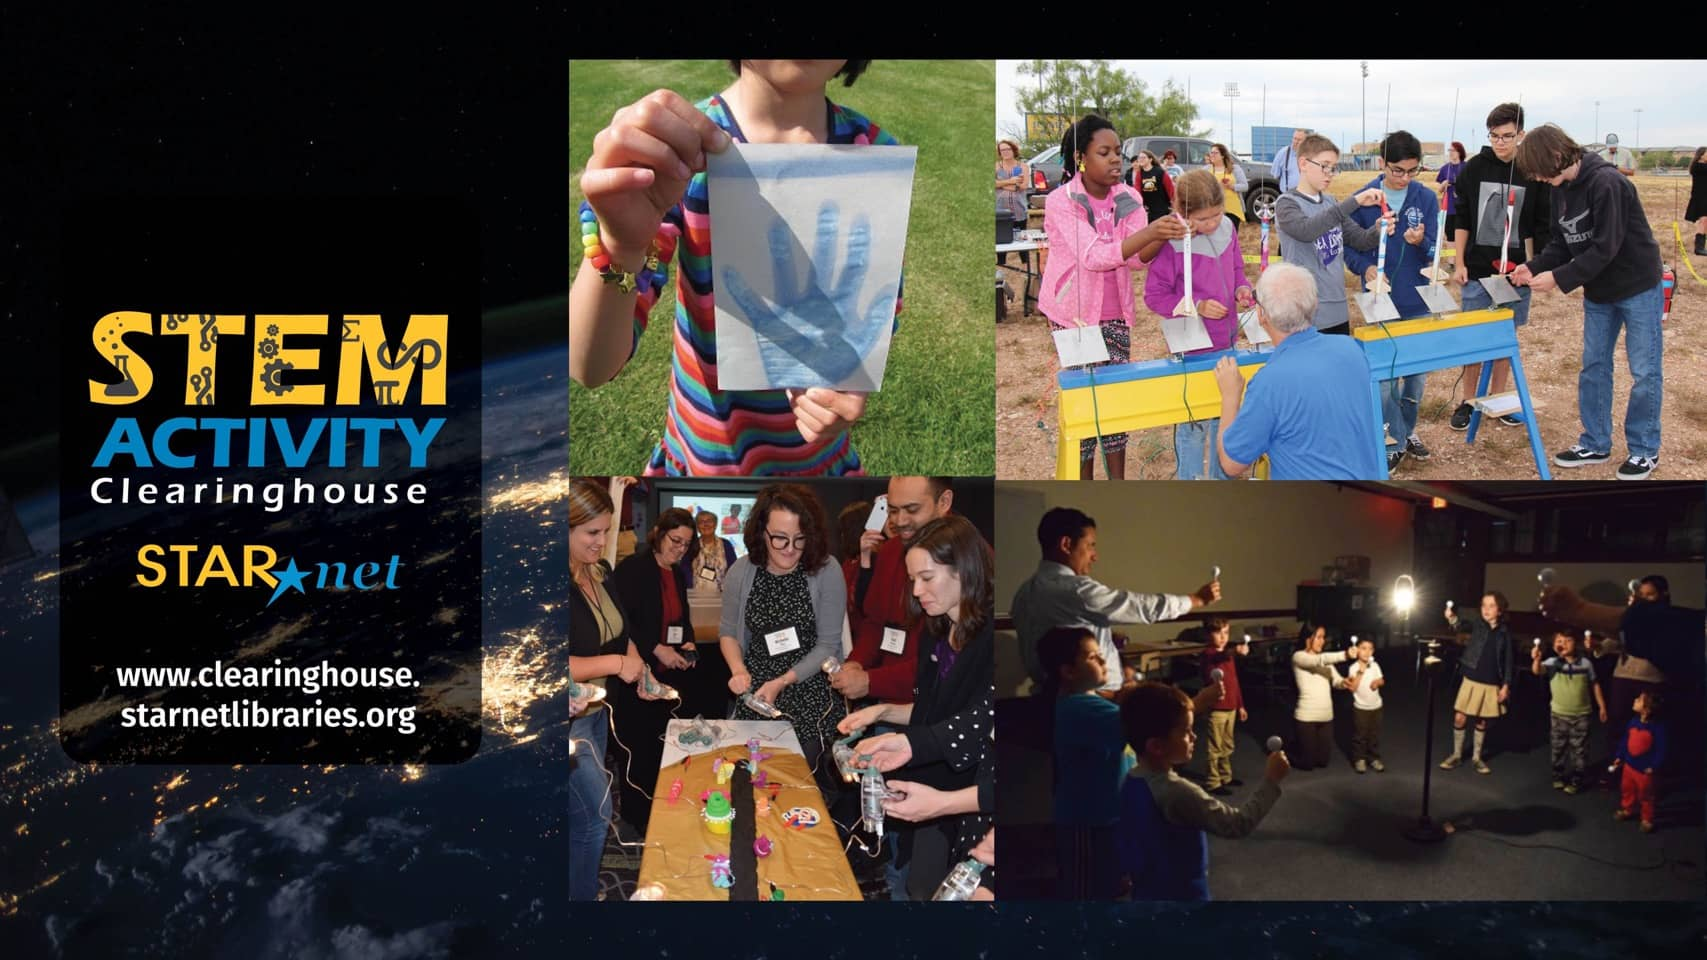 STEM
ACTIVITY
Clearinghouse
STAR net
www.clearinghouse.
starnetlibraries.org